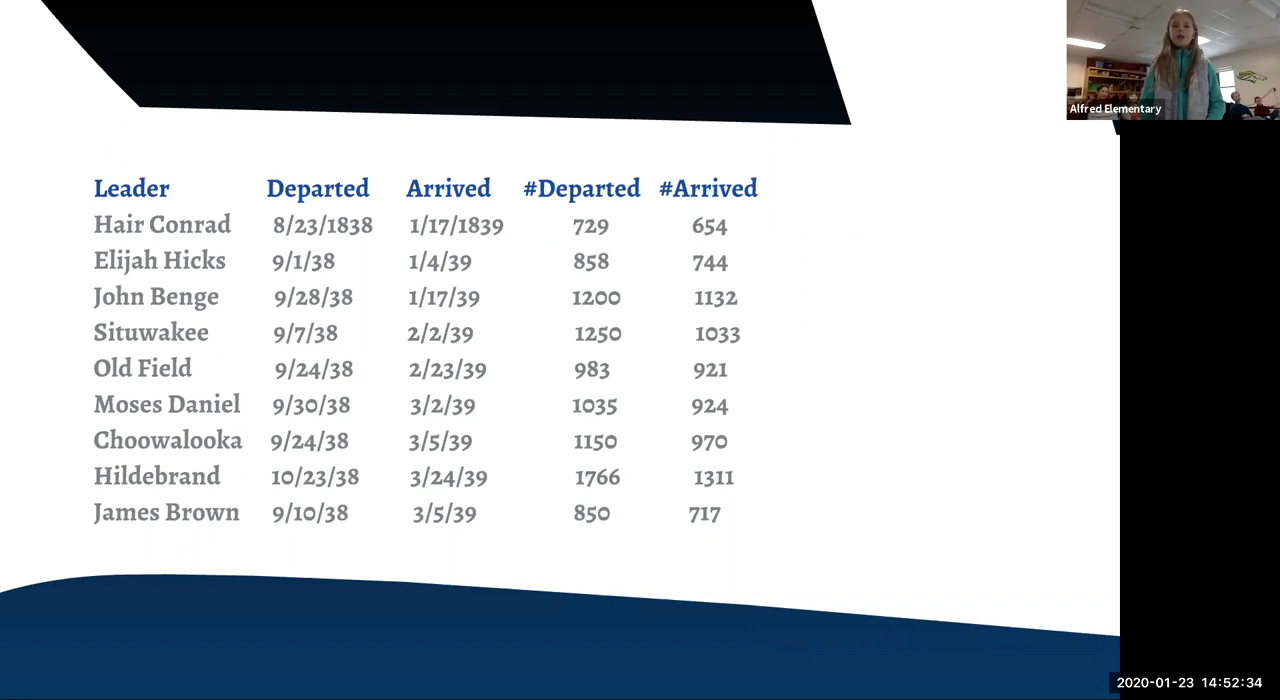 Alfred Elementary
Leader Departed Arrived #Departed #Arrived
Hair Conrad 8/23/1838 1/17/1839 729 654
Elijah Hicks 9/1/38 1/4/39 858 744
John Benge 9/28/38 1/17/39 1200 1132
Situwakee 9/7/38 2/2/39 1250 1033
Old Field 9/24/38 2/23/39 983 921
Moses Daniel 9/30/38 3/2/39 1035 924
Choowalooka 9/24/38 3/5/39 1150 970
Hildebrand 10/23/38 3/24/39 1766 1311
James Brown 9/10/38 3/5/39 850 717
2020-01-23 14:52:34